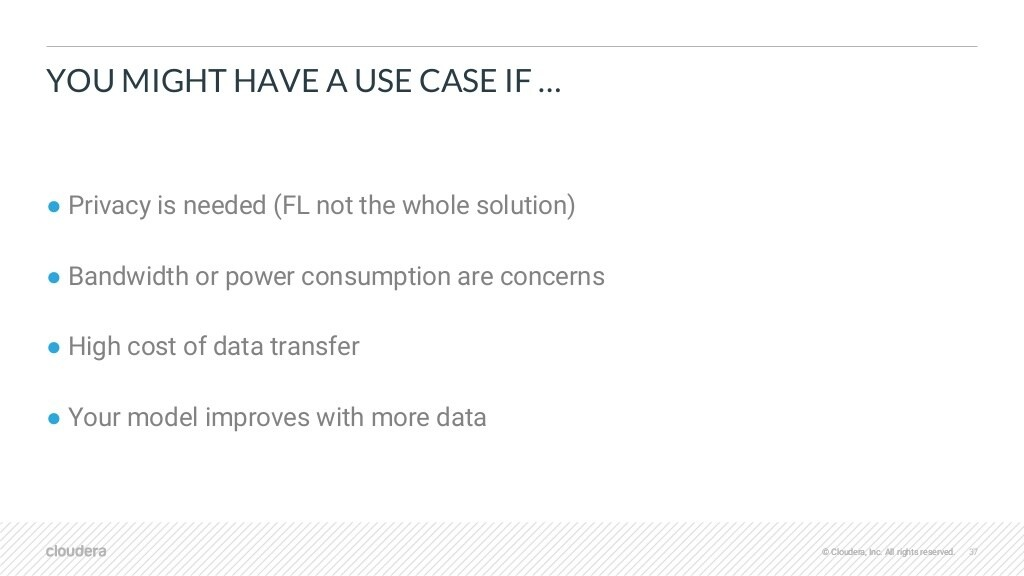 YOU MIGHT HAVE A USE CASE IF ...
● Privacy is needed (FL not the whole solution)
● Bandwidth or power consumption are concerns
● High cost of data transfer
● Your model improves with more data
cloudera
© Cloudera, Inc. All rights reserved. 37